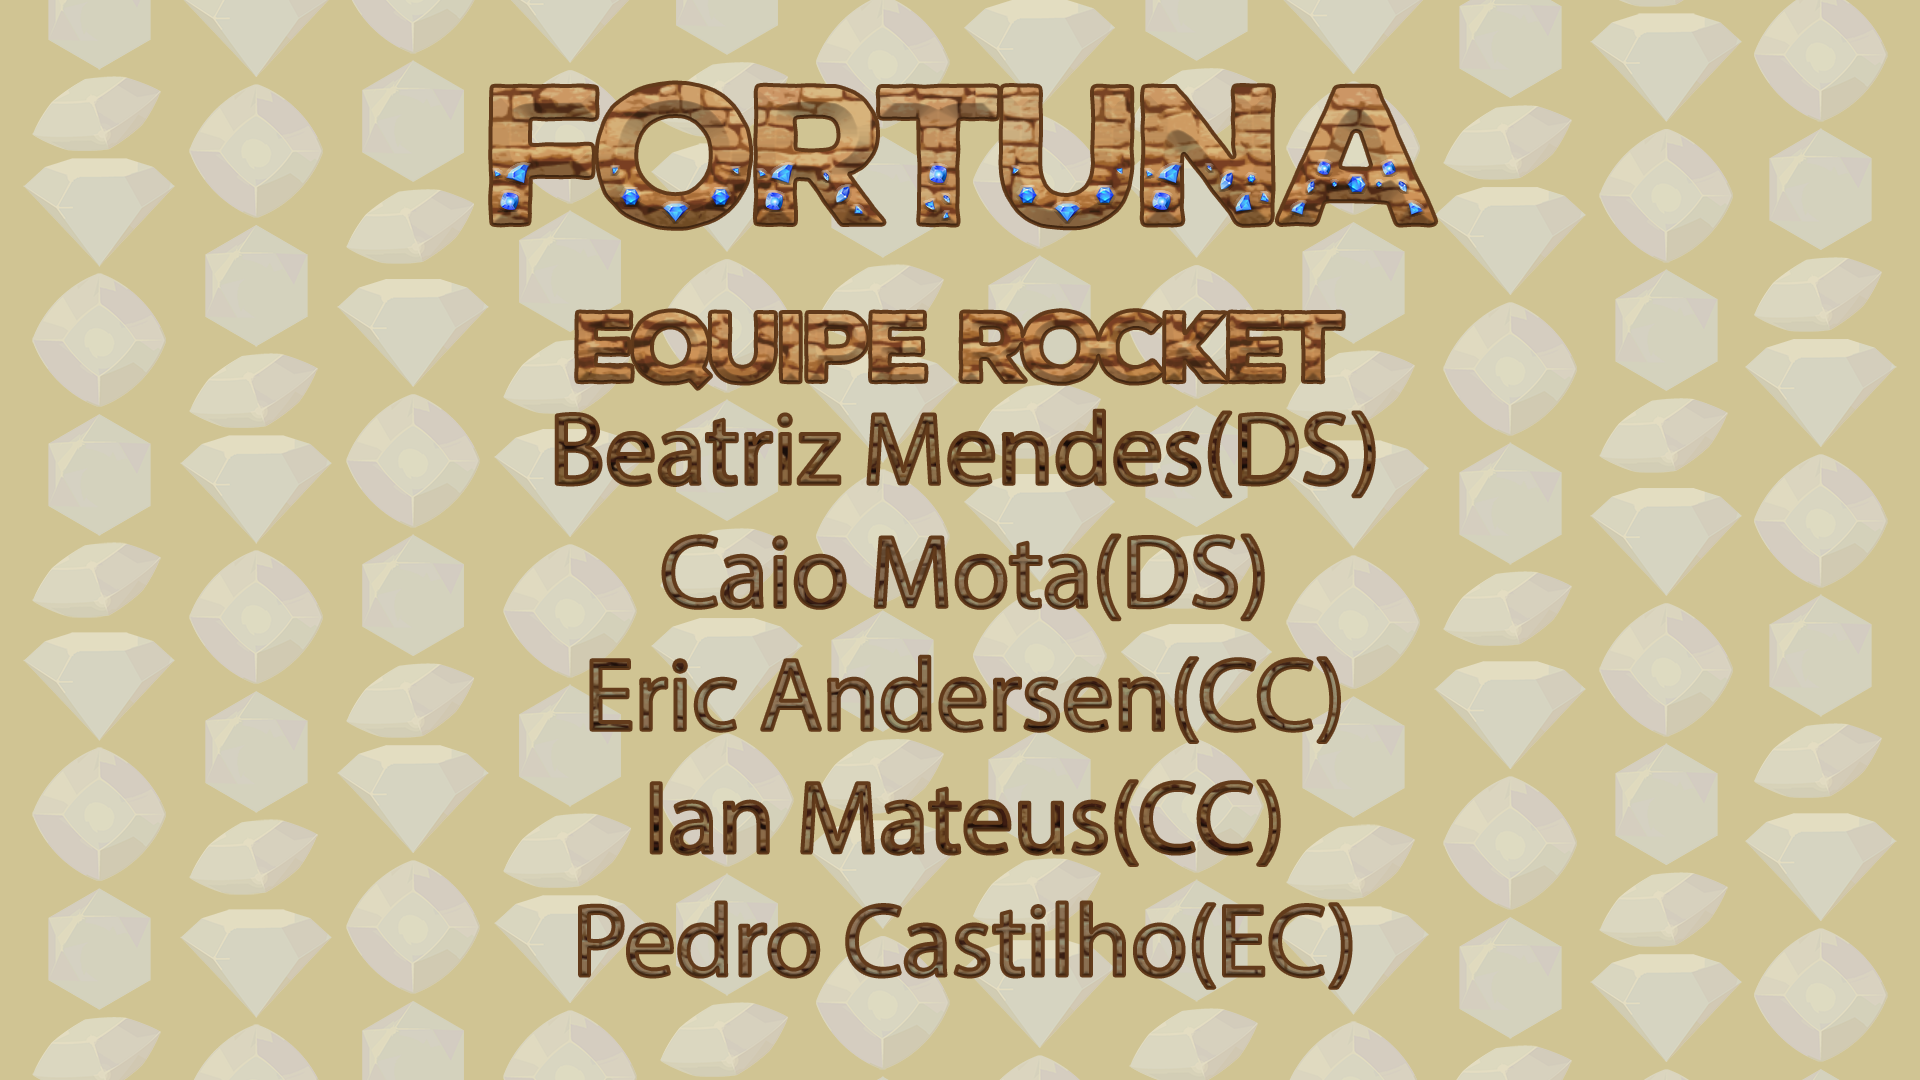 FORTUNA
EQUIPE ROCKET
Beatriz Mendes(DS)
Caio Mota(DS)
Eric Andersen(CC)
Ian Mateus(CC)
Pedro Castilho(EC)